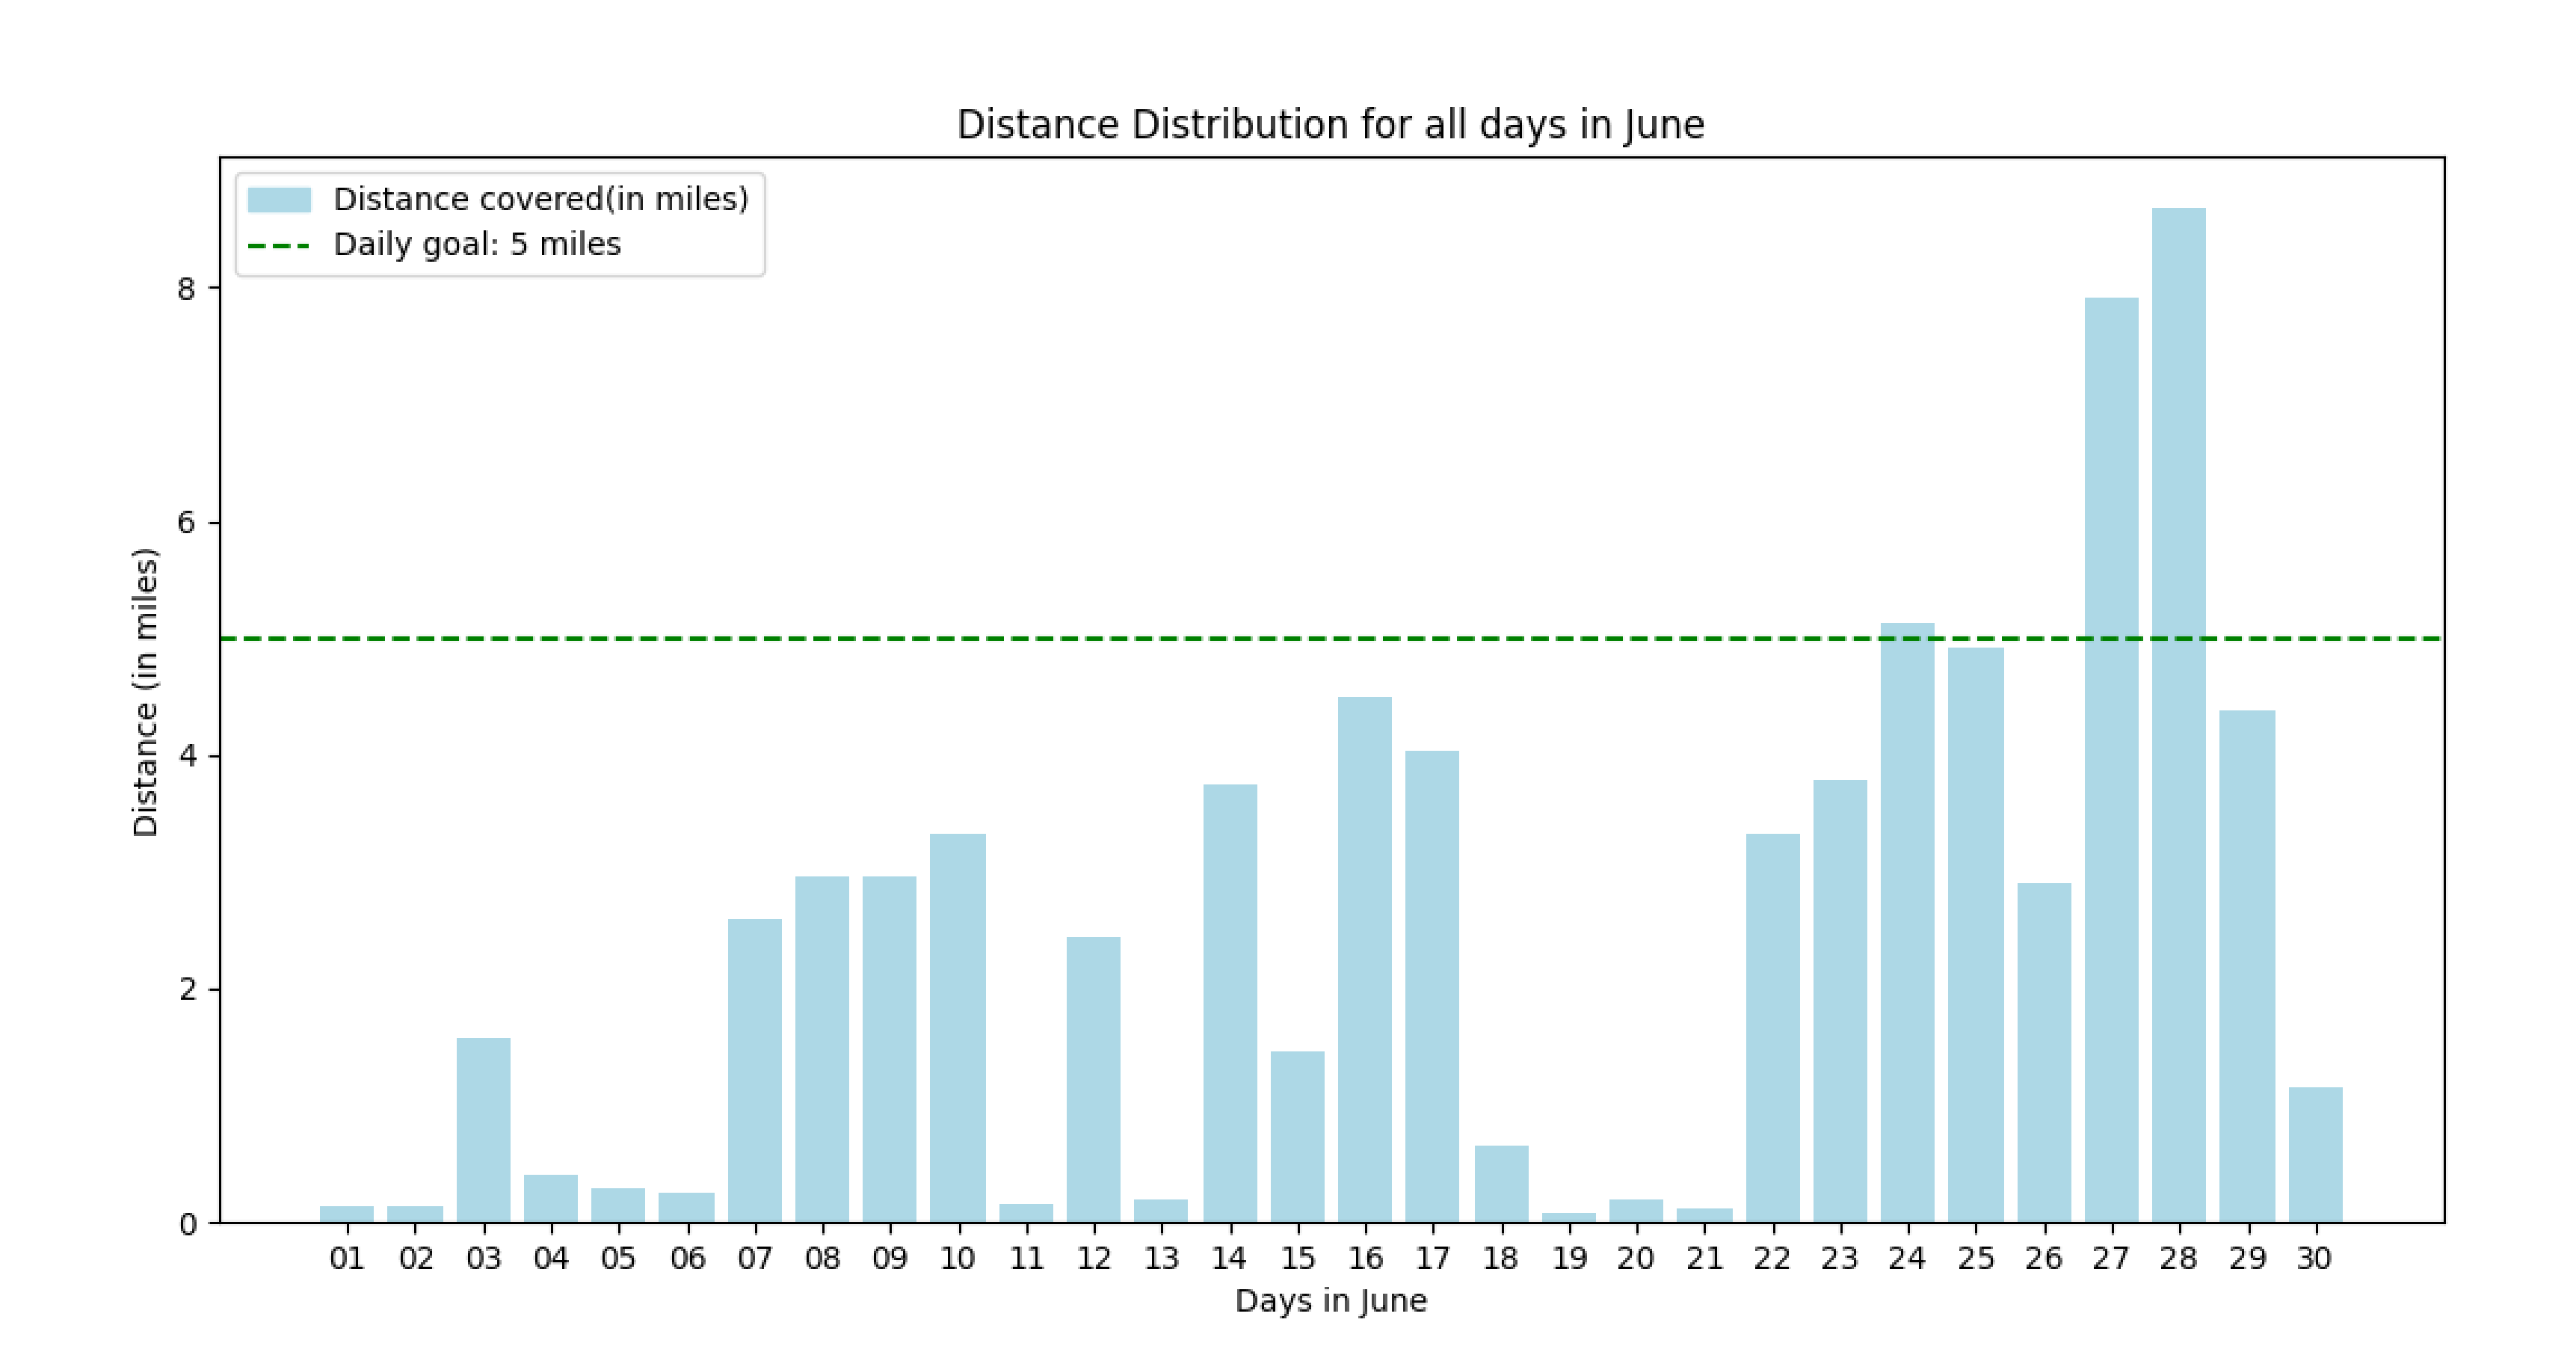 Distance Distribution for all days in June
Distance covered(in miles)
Daily goal: 5 miles
Distance (in miles)
8
6
4
2
0
01 02 03 04 05 06 07 08 09 10 11 12 13 14 15 16 17 18 19 20 21 22 23 24 25 26 27 28 29 30
Days in June